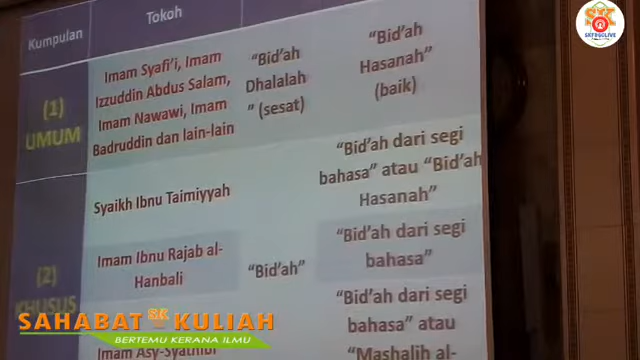 Kumpulan
Tokoh
(1)
UMUM
Imam Syafi'i, Imam
Izzuddin Abdus Salam,
Imam Nawawi, Imam
Badruddin dan lain-lain
"Bid'ah
Dhalalah
" (sesat)
"Bid'ah
Hasanah"
(baik)
(2)
KHUSUS
Syaikh Ibnu Taimiyyah
"Bid'ah dari segi
bahasa" atau "Bid'ah
Hasanah"
Imam Ibnu Rajab al-
Hanbali
"Bid'ah"
"Bid'ah dari segi
bahasa"
Imam Asy-Syathibi
"Bid'ah dari segi
bahasa" atau
"Mashalih al-
SAHABAT SK KULIAH
BERTEMU KERANA ILMU
SK